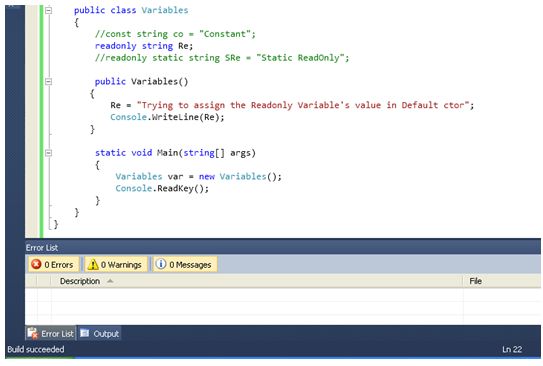 public class Variables
{
//const string co = "Constant";
readonly string Re;
//readonly static string SRe = "Static ReadOnly";
public Variables()
{
Re = "Trying to assign the Readonly Variable's value in Default ctor";
Console.WriteLine(Re);
}
static void Main(string[] args)
{
Variables var = new Variables();
Console.ReadKey();
}
}
}
Error List
0 Errors 0 Warnings 0 Messages
Description File
Error List Output
Build succeeded Ln 22